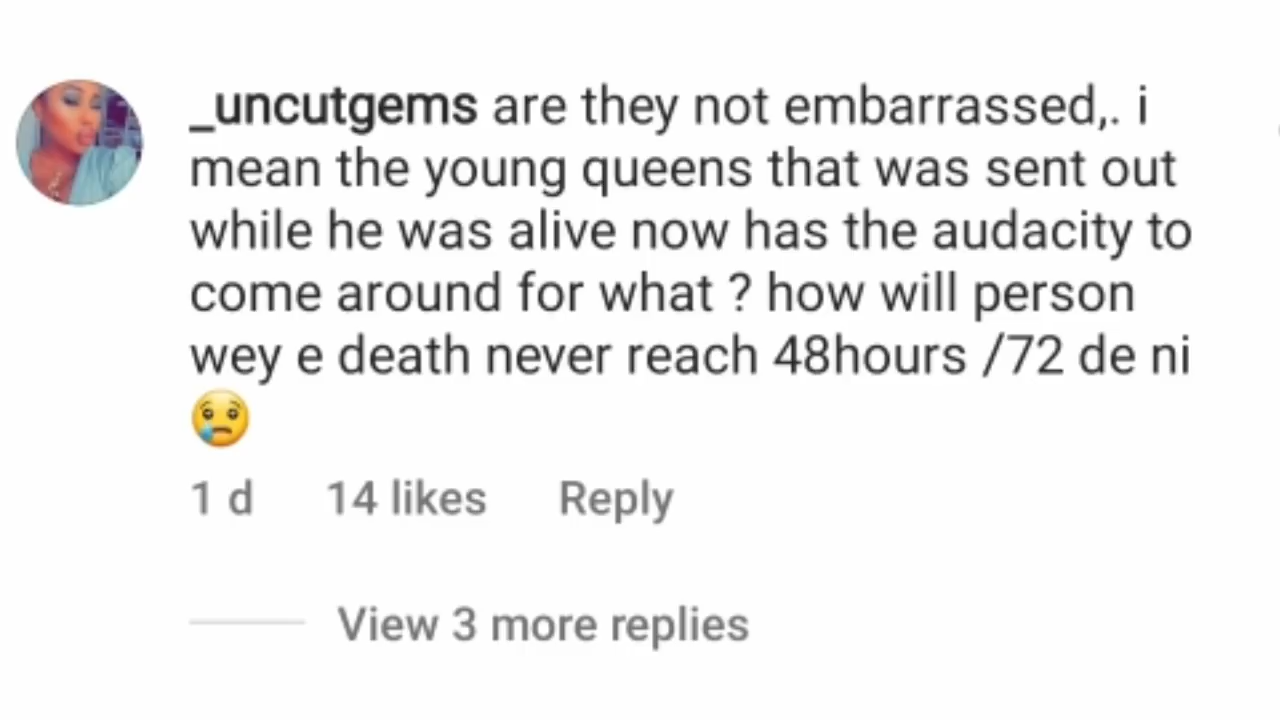 _uncutgems are they not embarrassed,. i
mean the young queens that was sent out
while he was alive now has the audacity to
come around for what ? how will person
wey e death never reach 48hours /72 de ni
😢
1 d 14 likes Reply
View 3 more replies